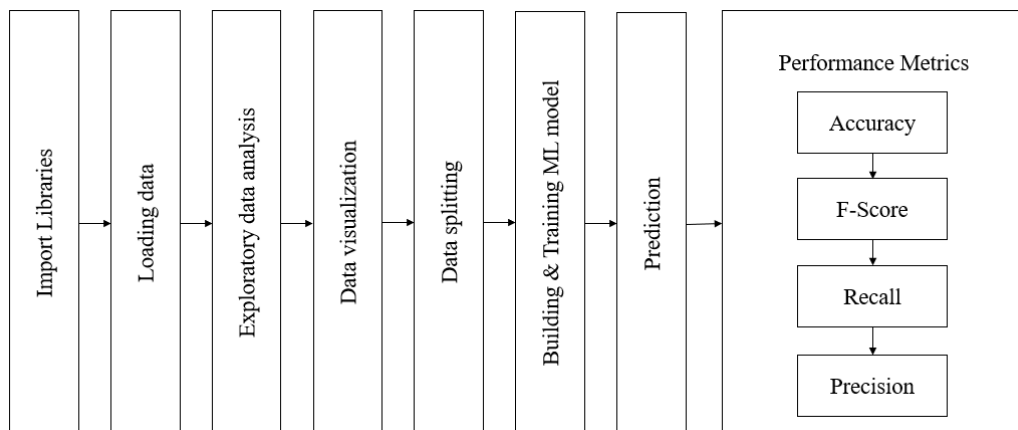 Import Libraries
Loading data
Exploratory data analysis
Data visualization
Data splitting
Building & Training ML model
Prediction
Performance Metrics
Accuracy
F-Score
Recall
Precision